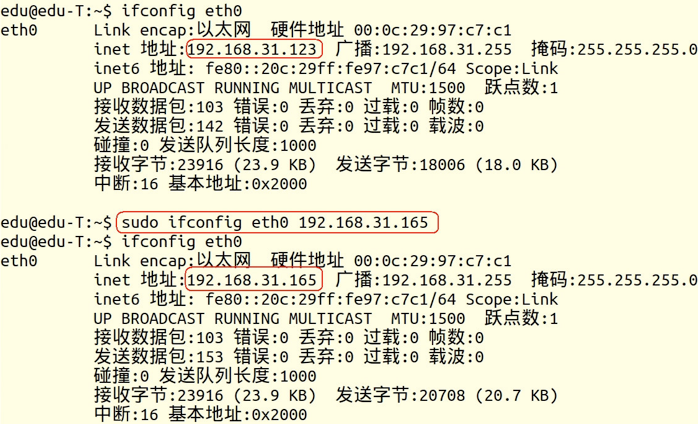 edu@edu-T:~$ ifconfig eth0
eth0      Link encap:以太网  硬件地址 00:0c:29:97:c7:c1
          inet 地址:192.168.31.123  广播:192.168.31.255  掩码:255.255.255.0
          inet6 地址: fe80::20c:29ff:fe97:c7c1/64 Scope:Link
          UP BROADCAST RUNNING MULTICAST  MTU:1500  跃点数:1
          接收数据包:103 错误:0 丢弃:0 过载:0 帧数:0
          发送数据包:142 错误:0 丢弃:0 过载:0 载波:0
          碰撞:0 发送队列长度:1000
          接收字节:23916 (23.9 KB)  发送字节:18006 (18.0 KB)
          中断:16 基本地址:0x2000
edu@edu-T:~$ sudo ifconfig eth0 192.168.31.165
edu@edu-T:~$ ifconfig eth0
eth0      Link encap:以太网  硬件地址 00:0c:29:97:c7:c1
          inet 地址:192.168.31.165  广播:192.168.31.255  掩码:255.255.255.0
          inet6 地址: fe80::20c:29ff:fe97:c7c1/64 Scope:Link
          UP BROADCAST RUNNING MULTICAST  MTU:1500  跃点数:1
          接收数据包:103 错误:0 丢弃:0 过载:0 帧数:0
          发送数据包:153 错误:0 丢弃:0 过载:0 载波:0
          碰撞:0 发送队列长度:1000
          接收字节:23916 (23.9 KB)  发送字节:20708 (20.7 KB)
          中断:16 基本地址:0x2000